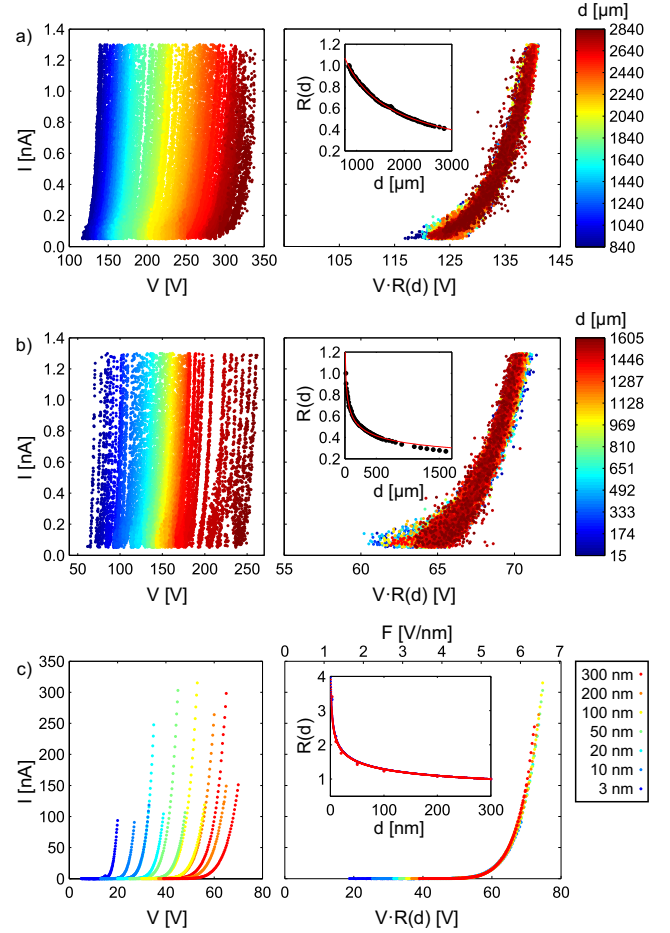 a)
I [nA]
1.4
1.2
1.0
0.8
0.6
0.4
0.2
0.0
100 150 200 250 300 350
V [V]
R(d)
1.2
1.0
0.8
0.6
0.4
0.2
1000 2000 3000
d [µm]
105 115 125 135 145
V·R(d) [V]
d [µm]
2840
2640
2440
2240
2040
1840
1640
1440
1240
1040
840
b)
I [nA]
1.4
1.2
1.0
0.8
0.6
0.4
0.2
0.0
50 100 150 200 250
V [V]
R(d)
1.2
1.0
0.8
0.6
0.4
0.2
0 500 1500
d [µm]
55 60 65 70
V·R(d) [V]
d [µm]
1605
1446
1287
1128
969
810
651
492
333
174
15
c)
I [nA]
350
300
250
200
150
100
50
0
0 20 40 60 80
V [V]
F [V/nm]
0 1 2 3 4 5 6 7
R(d)
4
3
2
1
0 100 200 300
d [nm]
0 20 40 60 80
V·R(d) [V]
300 nm
200 nm
100 nm
50 nm
20 nm
10 nm
3 nm